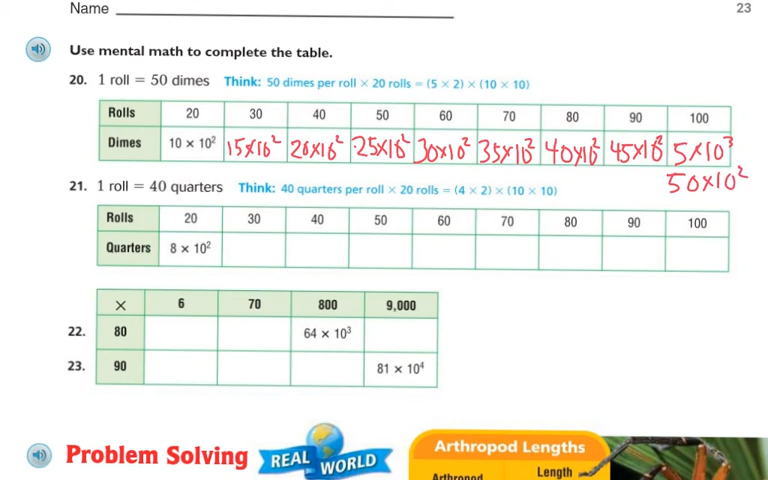 Name
23
Use mental math to complete the table.
20. 1 roll = 50 dimes Think: 50 dimes per roll × 20 rolls = (5 × 2) × (10 × 10)
Rolls 20 30 40 50 60 70 80 90 100
Dimes 10 × 10² 15×10² 20×10² 25×10² 30×10² 35×10² 40×10² 45×10² 5×10³
50×10²
21. 1 roll = 40 quarters Think: 40 quarters per roll × 20 rolls = (4 × 2) × (10 × 10)
Rolls 20 30 40 50 60 70 80 90 100
Quarters 8 × 10²
× 6 70 800 9,000
22. 80 64 × 10³
23. 90 81 × 10⁴
Problem Solving REAL WORLD
Arthropod Lengths
Arthropod Length